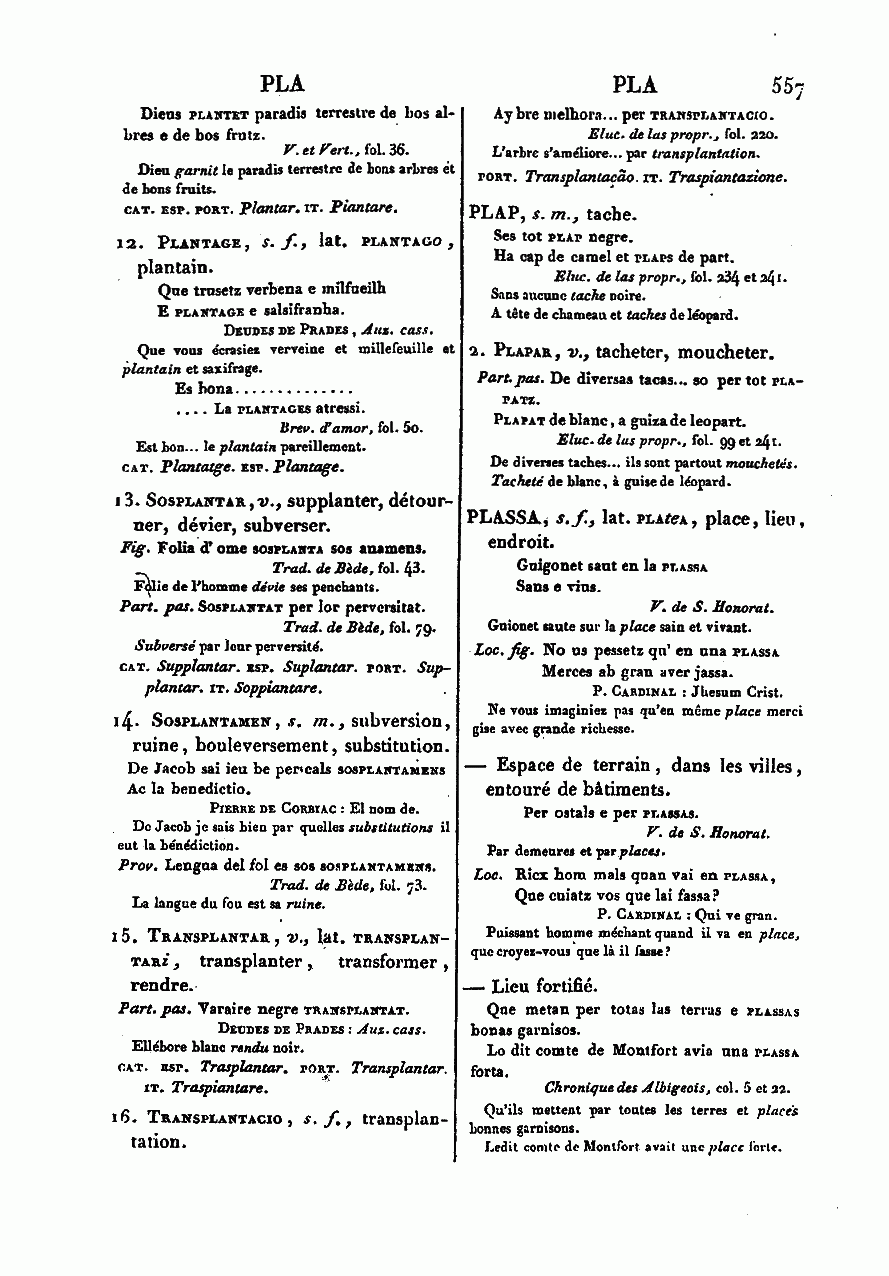 PLA
PLA
557
Dieus PLANTET paradis terrestre de bos al-
bres e de bos frutz.
V. et Vert., fol. 36.
Dieu garnit le paradis terrestre de bons arbres et
de bons fruits.
CAT. ESP. PORT. Plantar. IT. Piantare.
12. PLANTAGE, s. f., lat. PLANTAGO,
plantain.
Que trusetz verbena e milfueilh
E PLANTAGE e salsifranha.
DEUDES DE PRADES, Auz. cass.
Que vous écrasiez verveine et millefeuille et
plantain et saxifrage.
Es bona..............
.... La PLANTAGES atressi.
Brev. d'amor, fol. 50.
Est bon... le plantain pareillement.
CAT. Plantatge. ESP. Plantage.
13. SOSPLANTAR, v., supplanter, détour-
ner, dévier, subverser.
Fig. Folia d' ome SOSPLANTA sos anamens.
Trad. de Bède, fol. 43.
Folie de l'homme dévie ses penchants.
Part. pas. SOSPLANTAT per lor perversitat.
Trad. de Bède, fol. 79.
Subversé par leur perversité.
CAT. Supplantar. ESP. Suplantar. PORT. Sup-
plantar. IT. Soppiantare.
14. SOSPLANTAMEN, s. m., subversion,
ruine, bouleversement, substitution.
De Jacob sai ieu be per cals SOSPLANTAMENS
Ac la benedictio.
PIERRE DE CORBIAC : El nom de.
De Jacob je sais bien par quelles substitutions il
eut la bénédiction.
Prov. Lengua del fol es sos SOSPLANTAMENS.
Trad. de Bède, fol. 73.
La langue du fou est sa ruine.
15. TRANSPLANTAR, v., lat. TRANSPLAN-
TARi, transplanter, transformer,
rendre.
Part. pas. Varaire negre TRANSPLANTAT.
DEUDES DE PRADES : Auz. cass.
Ellébore blanc rendu noir.
CAT. ESP. Trasplantar. PORT. Transplantar.
IT. Traspiantare.
16. TRANSPLANTACIO, s. f., transplan-
tation.
Aybre melhora... per TRANSPLANTACIO.
Eluc. de las propr., fol. 220.
L'arbre s'améliore... par transplantation.
PORT. Transplantação. IT. Traspiantazione.
PLAP, s. m., tache.
Ses tot PLAP negre.
Ha cap de camel et PLAPS de part.
Eluc. de las propr., fol. 234 et 241.
Sans aucune tache noire.
A tête de chameau et taches de léopard.
2. PLAPAR, v., tacheter, moucheter.
Part. pas. De diversas tacas... so per tot PLA-
PATZ.
PLAPAT de blanc, a guiza de leopart.
Eluc. de las propr., fol. 99 et 241.
De diverses taches... ils sont partout mouchetés.
Tacheté de blanc, à guise de léopard.
PLASSA, s. f., lat. PLAteA, place, lieu,
endroit.
Guigonet saut en la PLASSA
Sans e vius.
V. de S. Honorat.
Guionet saute sur la place sain et vivant.
Loc. fig. No us pessetz qu' en una PLASSA
Merces ab gran aver jassa.
P. CARDINAL : Jhesum Crist.
Ne vous imaginiez pas qu'en même place merci
gise avec grande richesse.
— Espace de terrain, dans les villes,
entouré de bâtiments.
Per ostals e per PLASSAS.
V. de S. Honorat.
Par demeures et par places.
Loc. Ricx hom mals quan vai en PLASSA,
Que cuiatz vos que lai fassa?
P. CARDINAL : Qui ve gran.
Puissant homme méchant quand il va en place,
que croyez-vous que là il fasse?
— Lieu fortifié.
Que metan per totas las terras e PLASSAS
bonas garnisos.
Lo dit comte de Montfort avia una PLASSA
forta.
Chronique des Albigeois, col. 5 et 22.
Qu'ils mettent par toutes les terres et places
bonnes garnisons.
Ledit comte de Montfort avait une place forte.